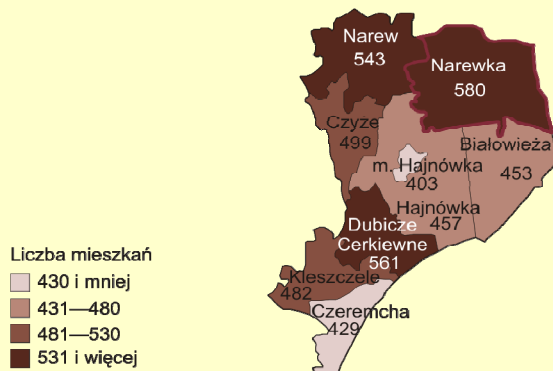 Narew
543
Narewka
580
Czyże
499
Białowieża
453
m. Hajnówka
403
Hajnówka
457
Dubicze
Cerkiewne
561
Kleszczele
482
Czeremcha
429
Liczba mieszkań
430 i mniej
431—480
481—530
531 i więcej